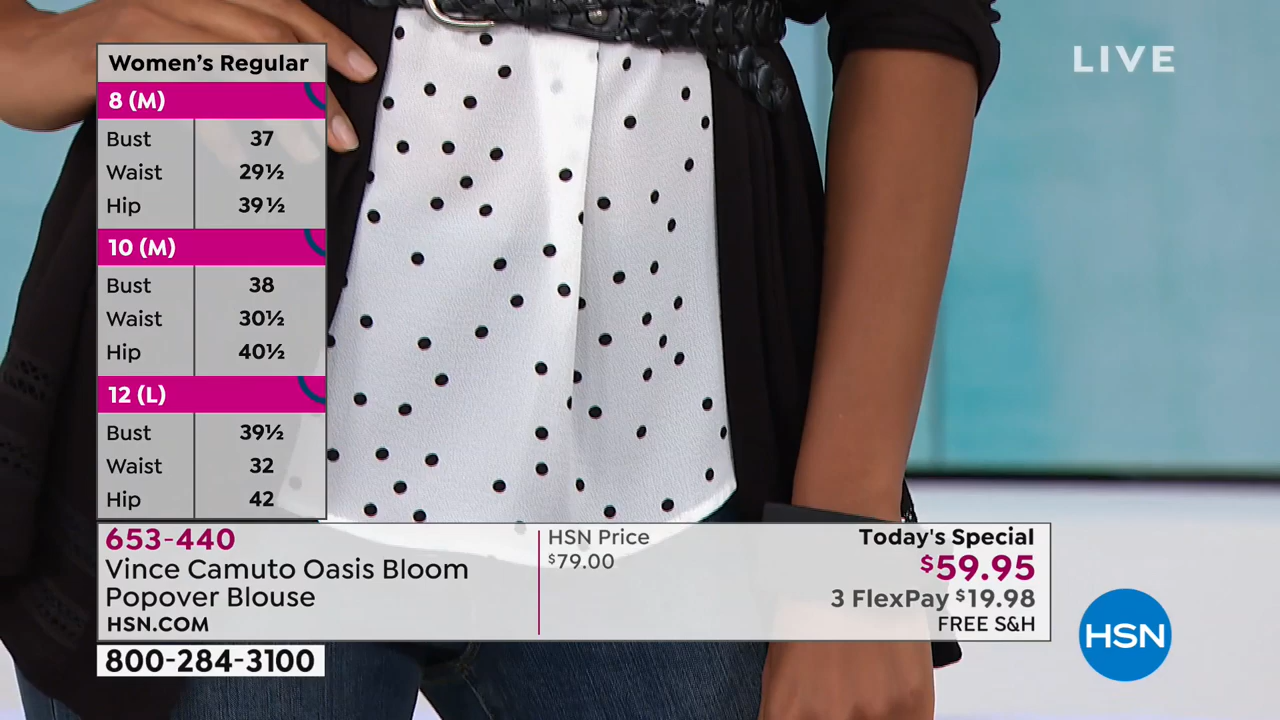 LIVE
Women's Regular
8 (M)
Bust 37
Waist 29½
Hip 39½
10 (M)
Bust 38
Waist 30½
Hip 40½
12 (L)
Bust 39½
Waist 32
Hip 42
653-440
Vince Camuto Oasis Bloom
Popover Blouse
HSN.COM
HSN Price
$79.00
Today's Special
$59.95
3 FlexPay $19.98
FREE S&H
800-284-3100
HSN